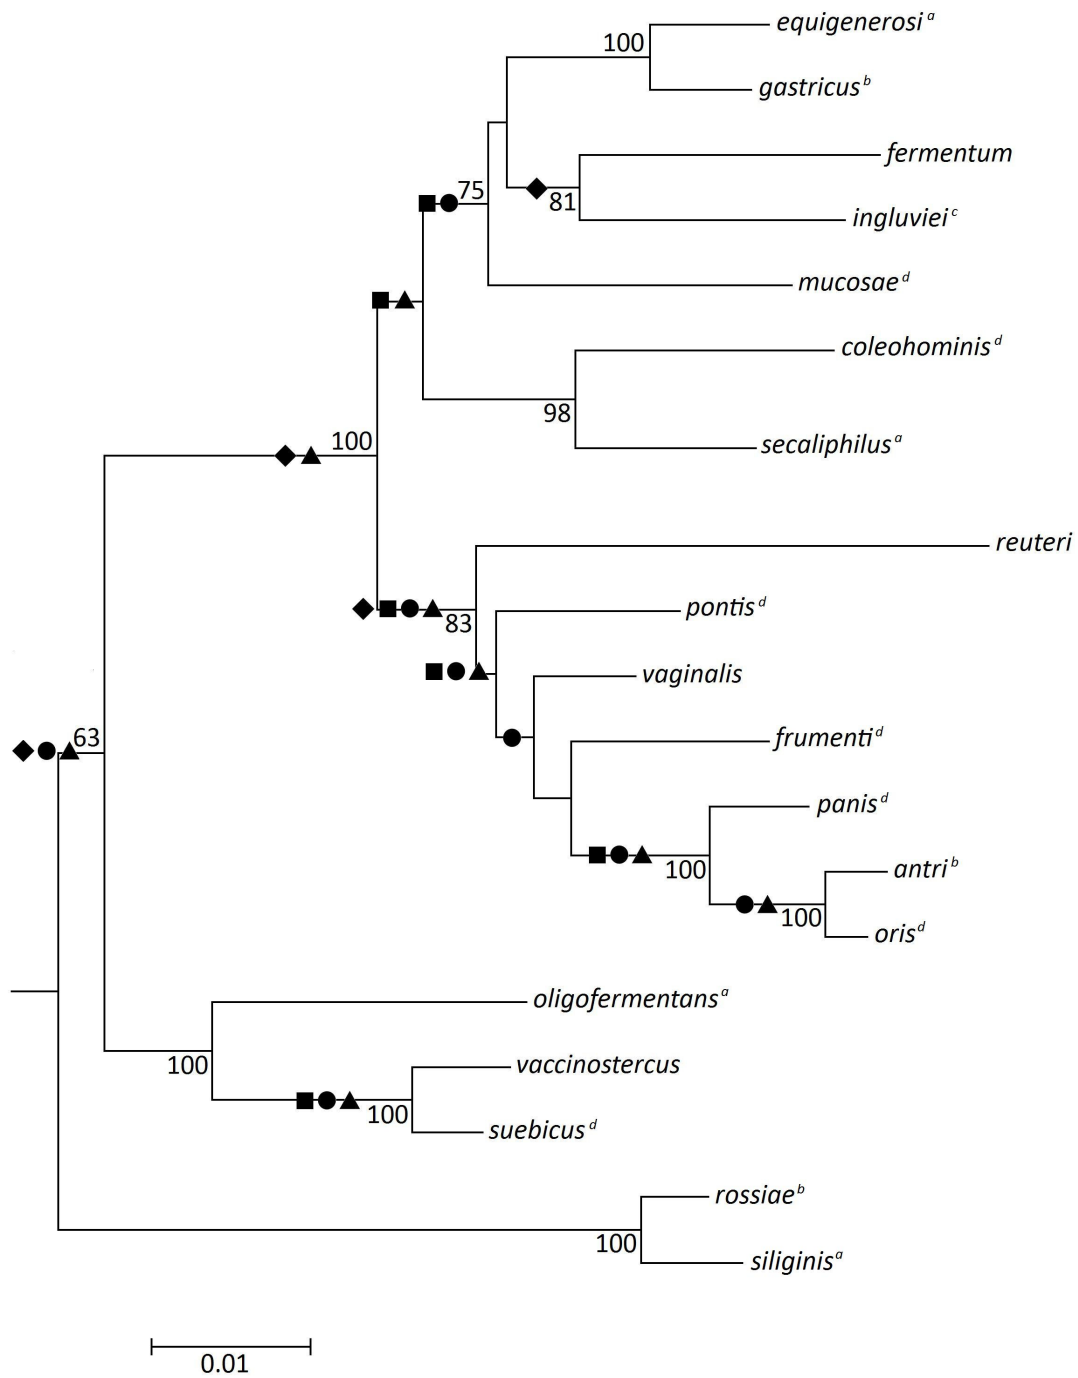 equigenerosi a
100
gastricus b
fermentum
75
81
ingluviei c
mucosae d
coleohominis d
98
100
secaliphilus a
reuteri
pontis d
83
vaginalis
63
frumenti d
panis d
100
antri b
100
oris d
oligofermentans a
100
vaccinostercus
100
suebicus d
rossiae b
100
siliginis a
0.01